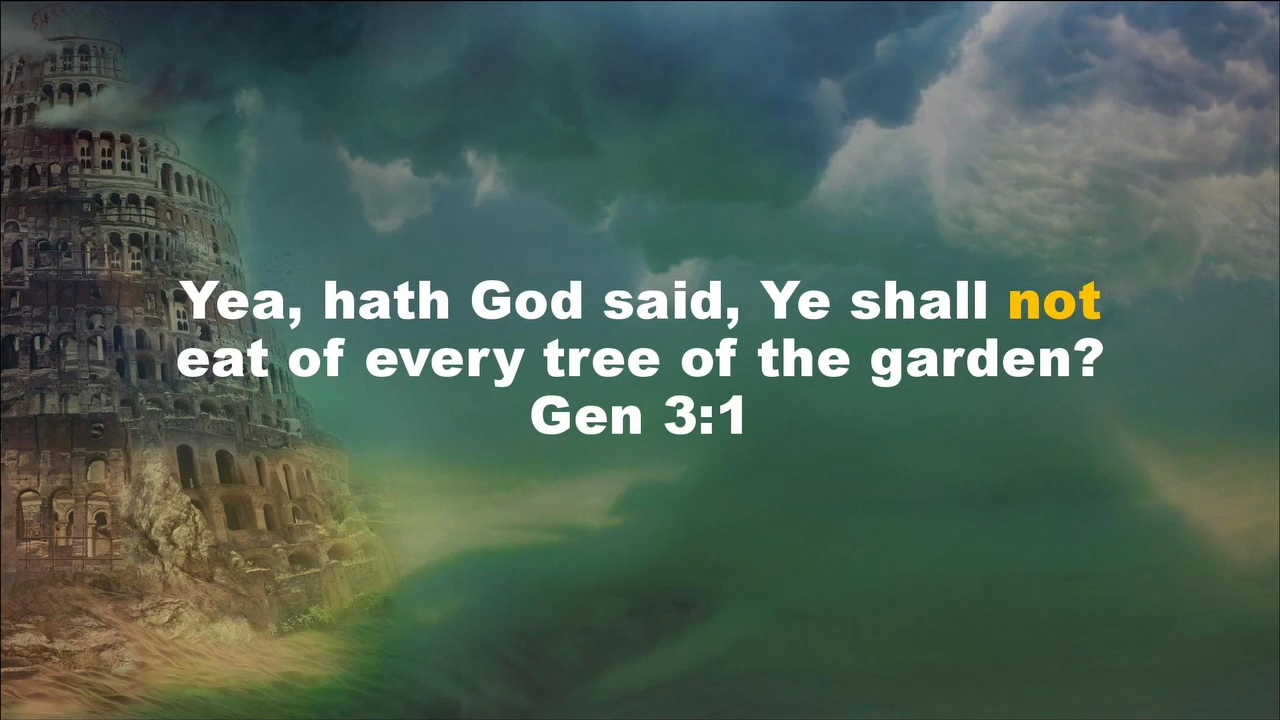 Yea, hath God said, Ye shall not
eat of every tree of the garden?
Gen 3:1